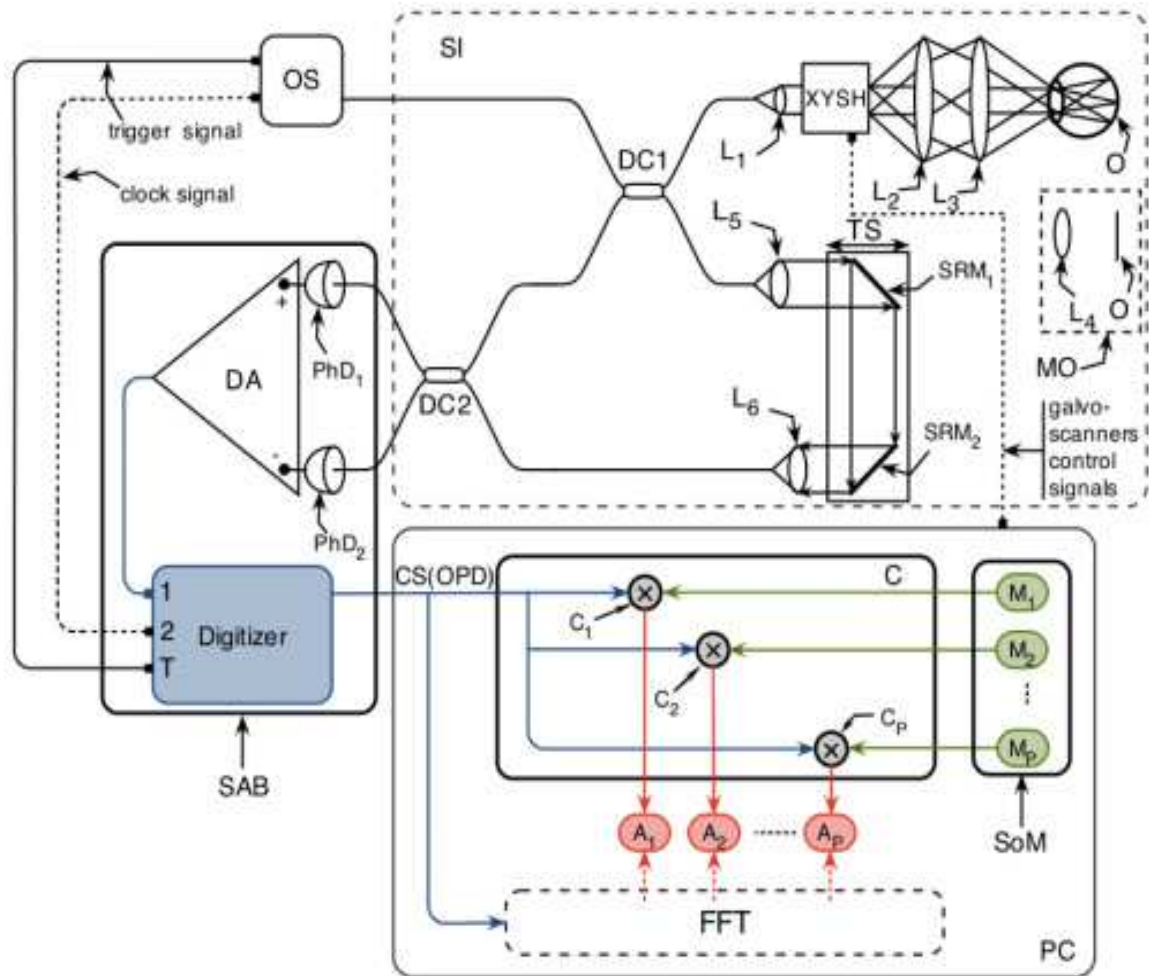 SI
OS
trigger signal
clock signal
DC1
L1
XYSH
L2
L3
O
L5
TS
SRM1
L4
O
MO
+
PhD1
DA
DC2
L6
SRM2
-
PhD2
galvo-
scanners
control
signals
1
2
T
Digitizer
SAB
CS(OPD)
C
C1
×
M1
C2
×
M2
CP
×
MP
A1
A2
AP
SoM
FFT
PC